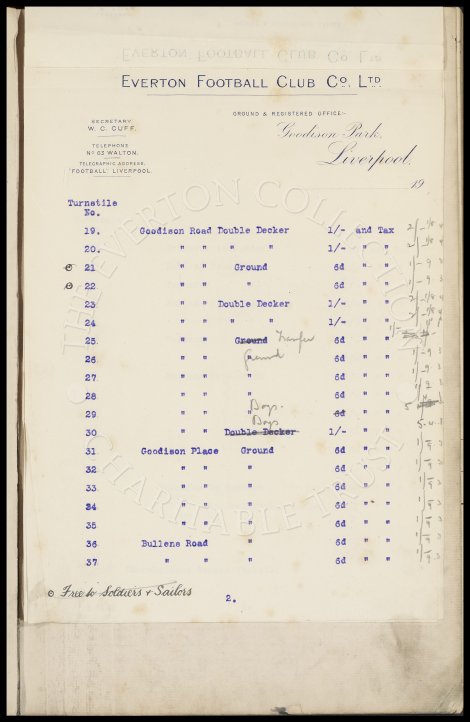 EVERTON FOOTBALL CLUB CO. LTD
SECRETARY
W. C. CUFF.
TELEPHONE
NO 63 WALTON.
TELEGRAPHIC ADDRESS,
"FOOTBALL" LIVERPOOL
GROUND & REGISTERED OFFICE:-
Goodison Park,
Liverpool,
19
Turnstile
No.
19. Goodison Road Double Decker 1/- and Tax
20. " " " " 1/- " "
21 " " Ground 6d " "
22 " " " 6d " "
23 " " Double Decker 1/- " "
24 " " " " 1/- " "
25 " " Ground Transfer 6d " "
26 " " " ground 6d " "
27 " " " 6d " "
28 " " " 6d " "
29 " " " Boys. 6d " "
30 " " Double Decker Boys 1/- " "
31 Goodison Place Ground 6d " "
32 " " " 6d " "
33 " " " 6d " "
34 " " " 6d " "
35 " " " 6d " "
36 Bullens Road " 6d " "
37 " " " 6d " "
o Free to Soldiers + Sailors
2.
THE EVERTON COLLECTION
CHARITABLE TRUST